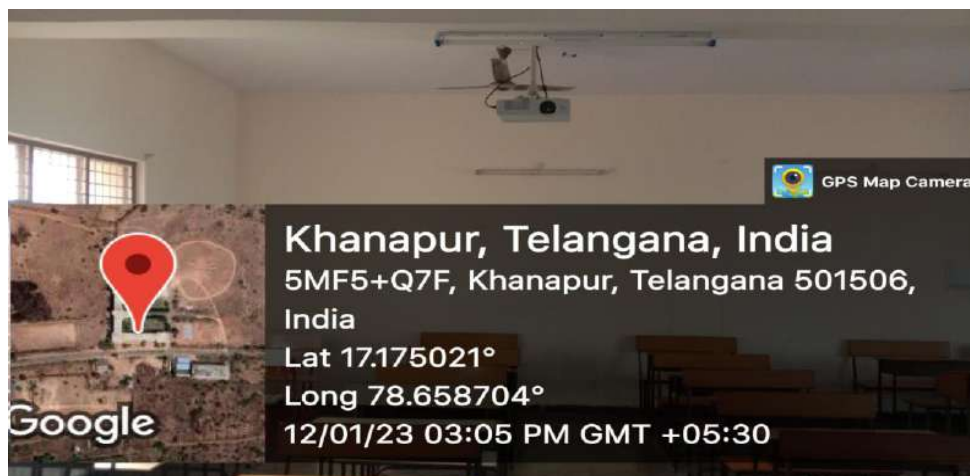 GPS Map Camera
Khanapur, Telangana, India
5MF5+Q7F, Khanapur, Telangana 501506,
India
Lat 17.175021°
Long 78.658704°
12/01/23 03:05 PM GMT +05:30
Google